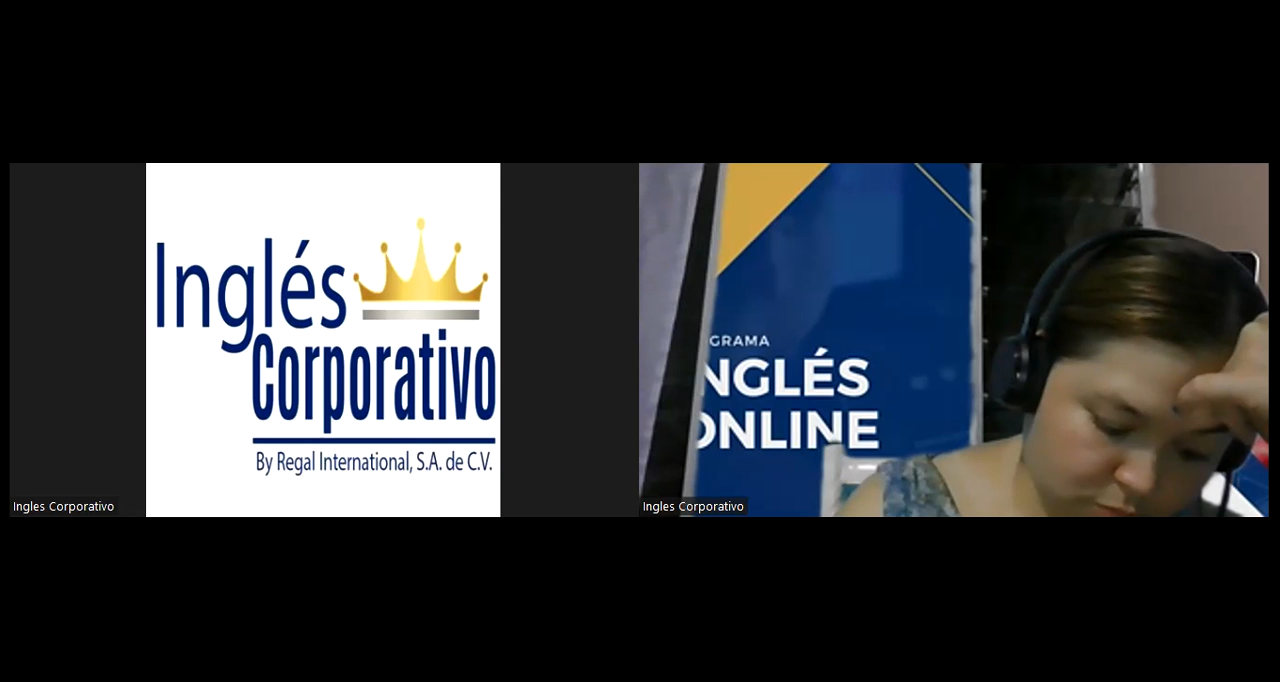 Inglés
Corporativo
By Regal International, S.A. de C.V.
Ingles Corporativo
GRAMA
NGLÉS
ONLINE
Ingles Corporativo